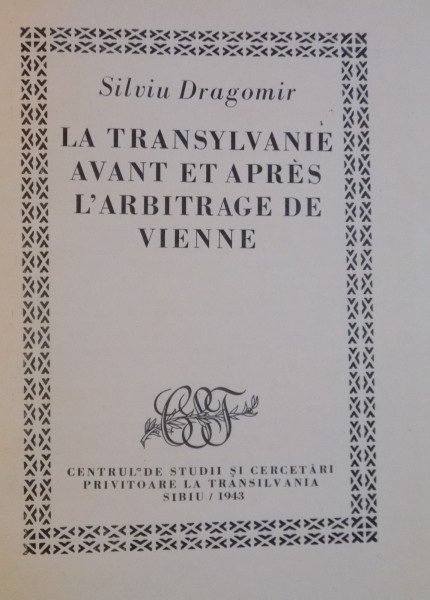 Silviu Dragomir
LA TRANSYLVANIE
AVANT ET APRÈS
L'ARBITRAGE DE
VIENNE
CENTRUL DE STUDII ȘI CERCETĂRI
PRIVITOARE LA TRANSILVANIA
SIBIU / 1943